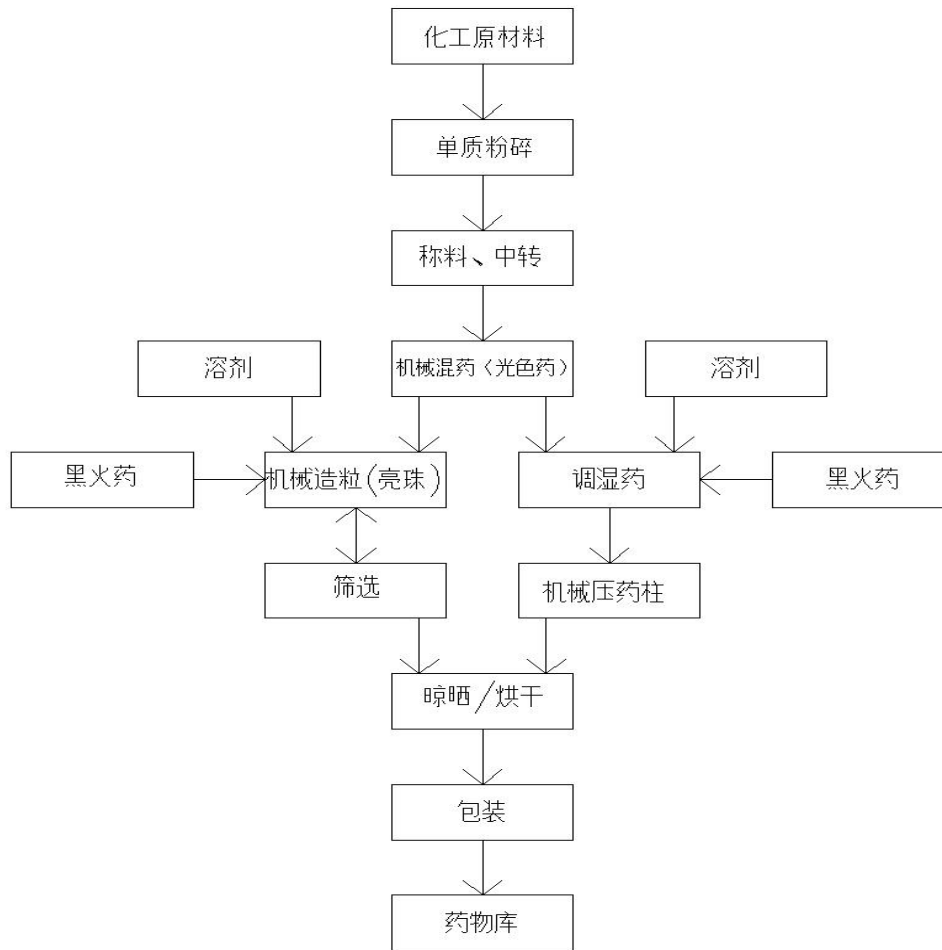 化工原材料
单质粉碎
称料、中转
溶剂
机械混药〈光色药〉
溶剂
黑火药
机械造粒(亮珠)
调湿药
黑火药
筛选
机械压药柱
晾晒/烘干
包装
药物库